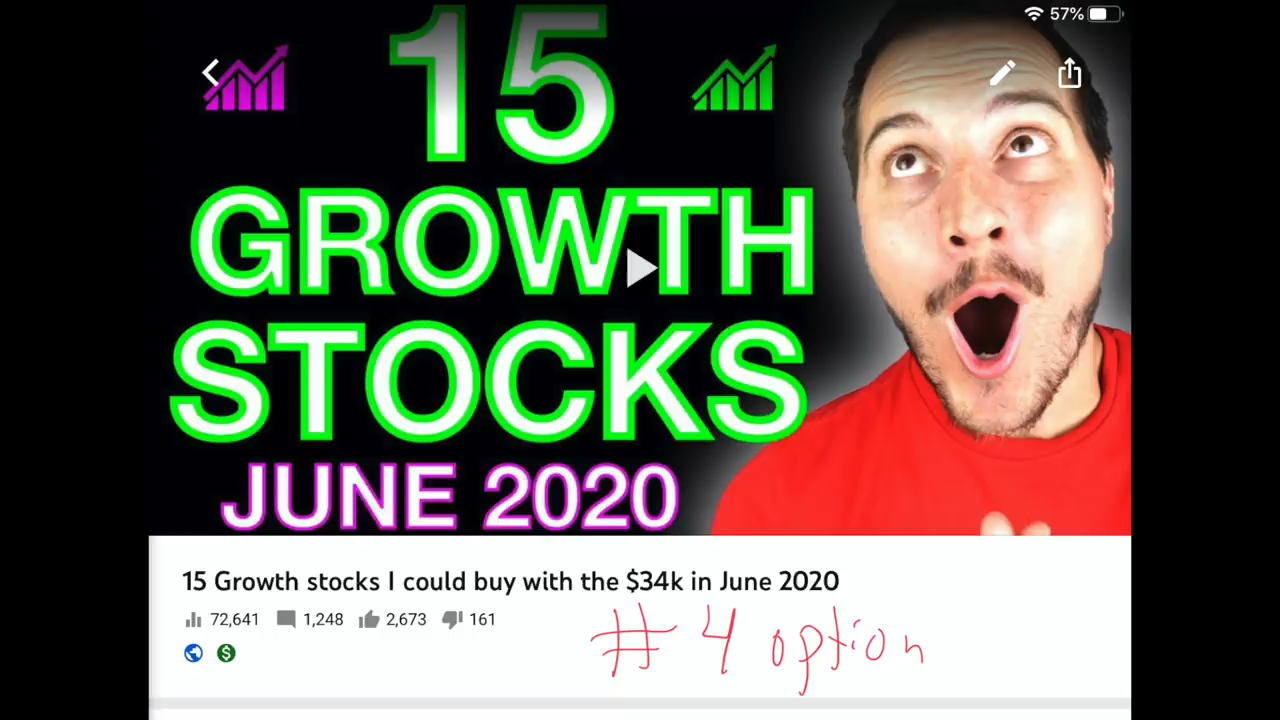 57%
15
GROWTH
STOCKS
JUNE 2020
15 Growth stocks I could buy with the $34k in June 2020
72,641 1,248 2,673 161
$
# 4 option